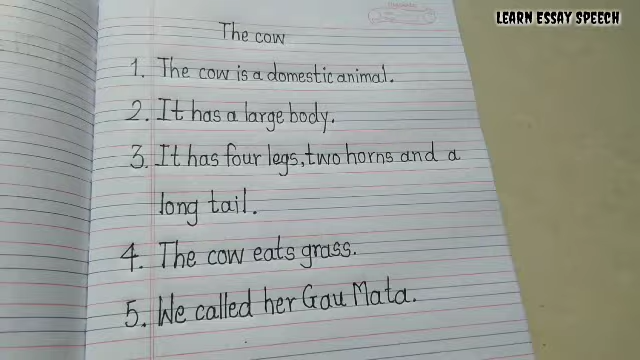 LEARN ESSAY SPEECH
The cow
1. The cow is a domestic animal.
2. It has a large body.
3. It has four legs, two horns and a
long tail.
4. The cow eats grass.
5. We called her Gau Mata.